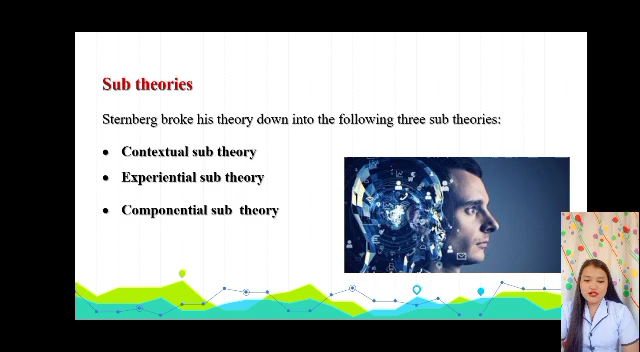 Sub theories
Sternberg broke his theory down into the following three sub theories:
• Contextual sub theory
• Experiential sub theory
• Componential sub theory